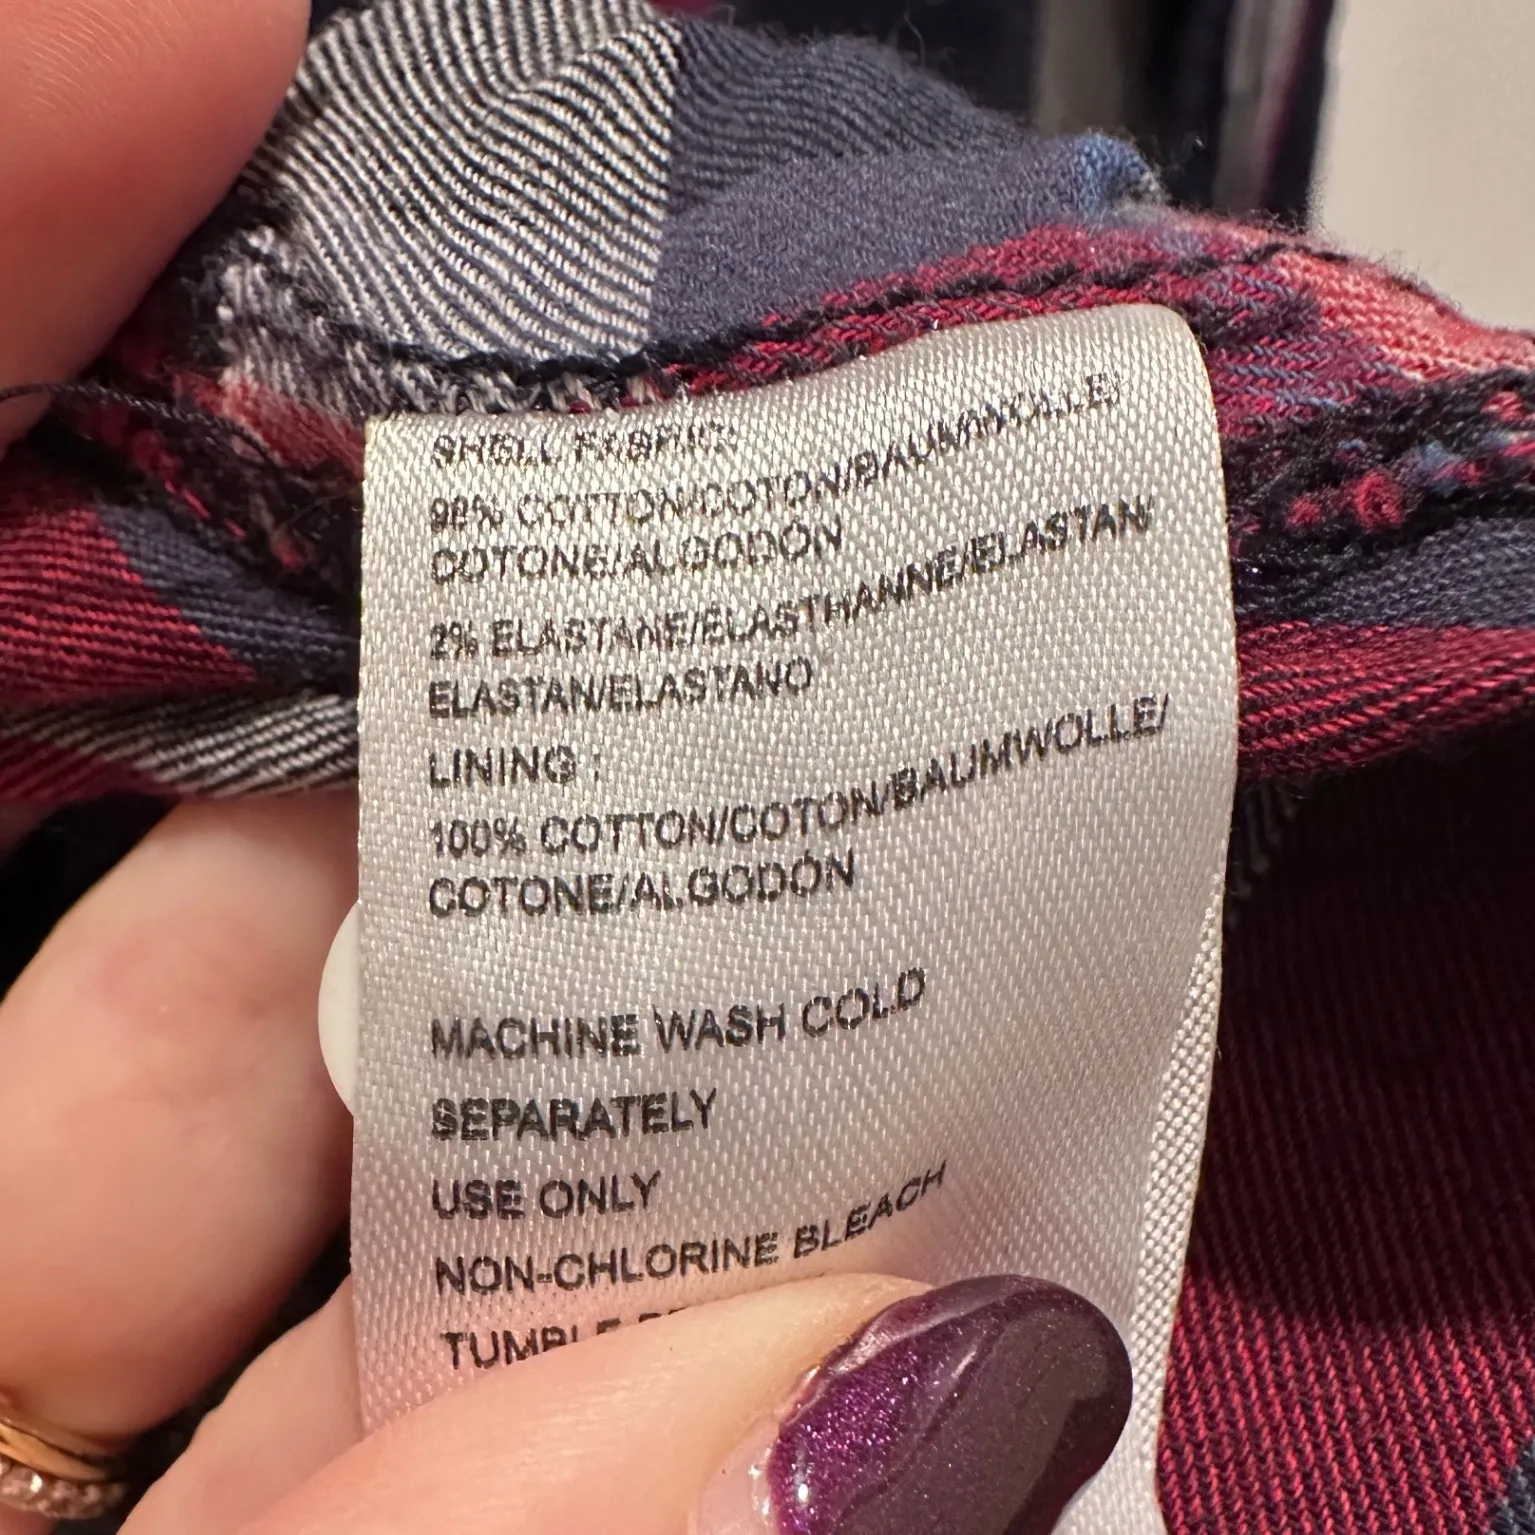 SHELL FABRIC:
98% COTTON/COTON/BAUMWOLLE/
COTONE/ALGODÓN
2% ELASTANE/ELASTHANNE/ELASTAN/
ELASTAN/ELASTANO
LINING :
100% COTTON/COTON/BAUMWOLLE/
COTONE/ALGODÓN
MACHINE WASH COLD
SEPARATELY
USE ONLY
NON-CHLORINE BLEACH
TUMBLE